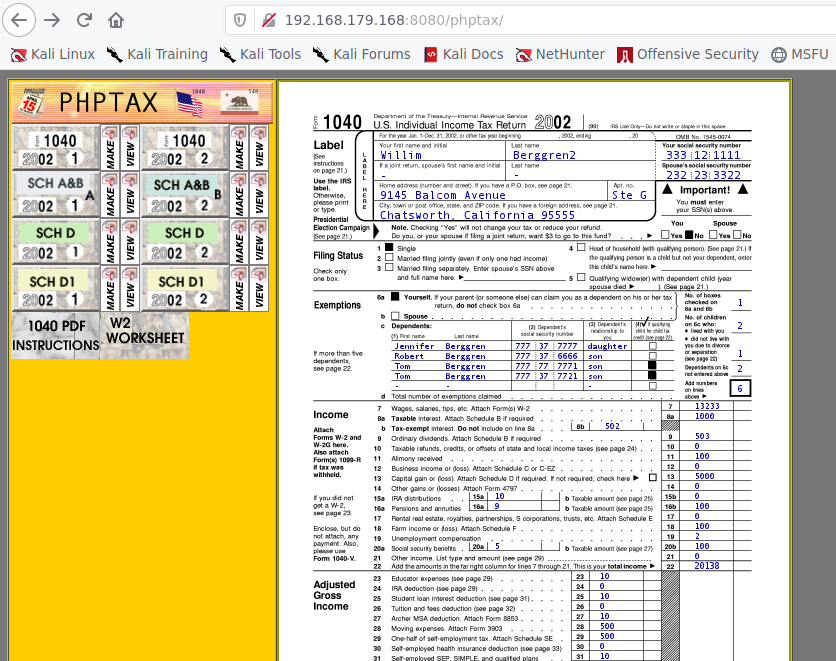 192.168.179.168:8080/phptax/
Kali Linux Kali Training Kali Tools Kali Forums Kali Docs NetHunter Offensive Security MSFU
APR 15 PHPTAX 1040 540
Form 1040 2002 1 MAKE VIEW Form 1040 2002 2 MAKE VIEW
SCH A&B A 2002 1 MAKE VIEW SCH A&B B 2002 2 MAKE VIEW
SCH D 2002 1 MAKE VIEW SCH D 2002 2 MAKE VIEW
SCH D1 2002 1 MAKE VIEW SCH D1 2002 2 MAKE VIEW
1040 PDF INSTRUCTIONS W2 WORKSHEET
Form 1040 Department of the Treasury—Internal Revenue Service
U.S. Individual Income Tax Return 2002 (99) IRS Use Only—Do not write or staple in this space.
For the year Jan. 1–Dec. 31, 2002, or other tax year beginning , 2002, ending , 20 OMB No. 1545-0074
Label
(See instructions on page 21.)
Use the IRS label.
Otherwise, please print or type.
LABEL HERE
Your first name and initial Last name Your social security number
Willim Berggren2 333 12 1111
If a joint return, spouse's first name and initial Last name Spouse's social security number
- - 232 23 3322
Home address (number and street). If you have a P.O. box, see page 21. Apt. no.
9145 Balcom Avenue Ste G
City, town or post office, state, and ZIP code. If you have a foreign address, see page 21.
Chatsworth, California 95555
Important!
You must enter your SSN(s) above.
Presidential Election Campaign (See page 21.)
Note. Checking "Yes" will not change your tax or reduce your refund.
Do you, or your spouse if filing a joint return, want $3 to go to this fund?
You Spouse
Yes No Yes No
Filing Status
Check only one box.
1 Single
2 Married filing jointly (even if only one had income)
3 Married filing separately. Enter spouse's SSN above and full name here.
4 Head of household (with qualifying person). (See page 21.) If the qualifying person is a child but not your dependent, enter this child's name here.
5 Qualifying widow(er) with dependent child (year spouse died ). (See page 21.)
Exemptions
If more than five dependents, see page 22.
6a Yourself. If your parent (or someone else) can claim you as a dependent on his or her tax return, do not check box 6a
b Spouse
c Dependents:
(1) First name Last name (2) Dependent's social security number (3) Dependent's relationship to you (4) if qualifying child for child tax credit (see page 22)
Jennifer Berggren 777 37 7777 daughter
Robert Berggren 777 37 6666 son
Tom Berggren 777 77 7771 son
Tom Berggren 777 37 7721 son
- - -
d Total number of exemptions claimed
No. of boxes checked on 6a and 6b 1
No. of children on 6c who:
lived with you 2
did not live with you due to divorce or separation (see page 22) 1
Dependents on 6c not entered above 2
Add numbers on lines above 6
Income
Attach Forms W-2 and W-2G here. Also attach Form(s) 1099-R if tax was withheld.
If you did not get a W-2, see page 23.
Enclose, but do not attach, any payment. Also, please use Form 1040-V.
7 Wages, salaries, tips, etc. Attach Form(s) W-2 7 13233
8a Taxable interest. Attach Schedule B if required 8a 1000
b Tax-exempt interest. Do not include on line 8a 8b 502
9 Ordinary dividends. Attach Schedule B if required 9 503
10 Taxable refunds, credits, or offsets of state and local income taxes (see page 24) 10 0
11 Alimony received 11 100
12 Business income or (loss). Attach Schedule C or C-EZ 12 0
13 Capital gain or (loss). Attach Schedule D if required. If not required, check here 13 5000
14 Other gains or (losses). Attach Form 4797 14 0
15a IRA distributions 15a 10 b Taxable amount (see page 25) 15b 0
16a Pensions and annuities 16a 9 b Taxable amount (see page 25) 16b 100
17 Rental real estate, royalties, partnerships, S corporations, trusts, etc. Attach Schedule E 17 0
18 Farm income or (loss). Attach Schedule F 18 100
19 Unemployment compensation 19 2
20a Social security benefits 20a 5 b Taxable amount (see page 27) 20b 100
21 Other income. List type and amount (see page 29) 21 0
22 Add the amounts in the far right column for lines 7 through 21. This is your total income 22 20138
Adjusted Gross Income
23 Educator expenses (see page 29) 23 10
24 IRA deduction (see page 29) 24 0
25 Student loan interest deduction (see page 31) 25 10
26 Tuition and fees deduction (see page 32) 26 0
27 Archer MSA deduction. Attach Form 8853 27 10
28 Moving expenses. Attach Form 3903 28 500
29 One-half of self-employment tax. Attach Schedule SE 29 500
30 Self-employed health insurance deduction (see page 33) 30 0
31 Self-employed SEP, SIMPLE, and qualified plans 31 10